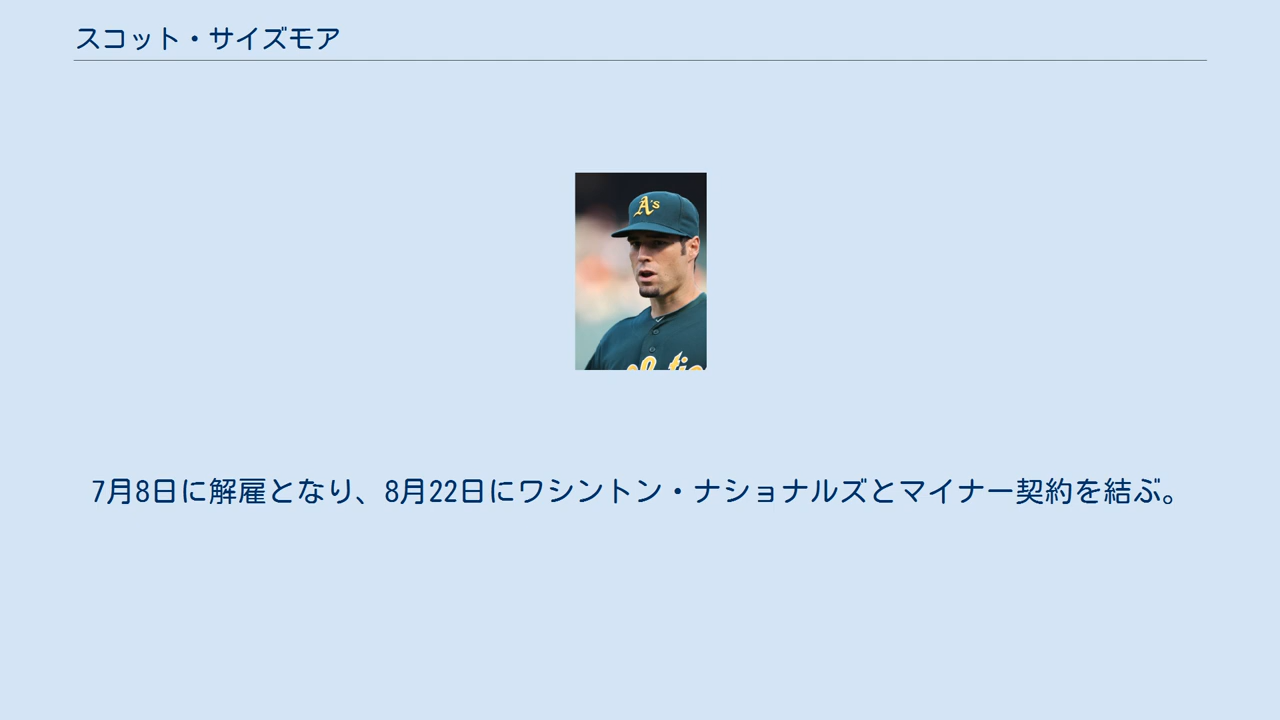 スコット・サイズモア
A's
7月8日に解雇となり、8月22日にワシントン・ナショナルズとマイナー契約を結ぶ。